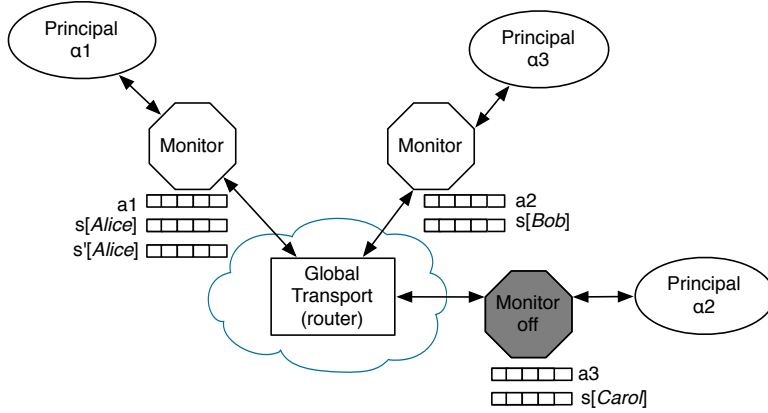 Principal
α1
Principal
α3
Monitor
Monitor
a1
s[Alice]
s'[Alice]
a2
s[Bob]
Global
Transport
(router)
Monitor
off
Principal
α2
a3
s[Carol]